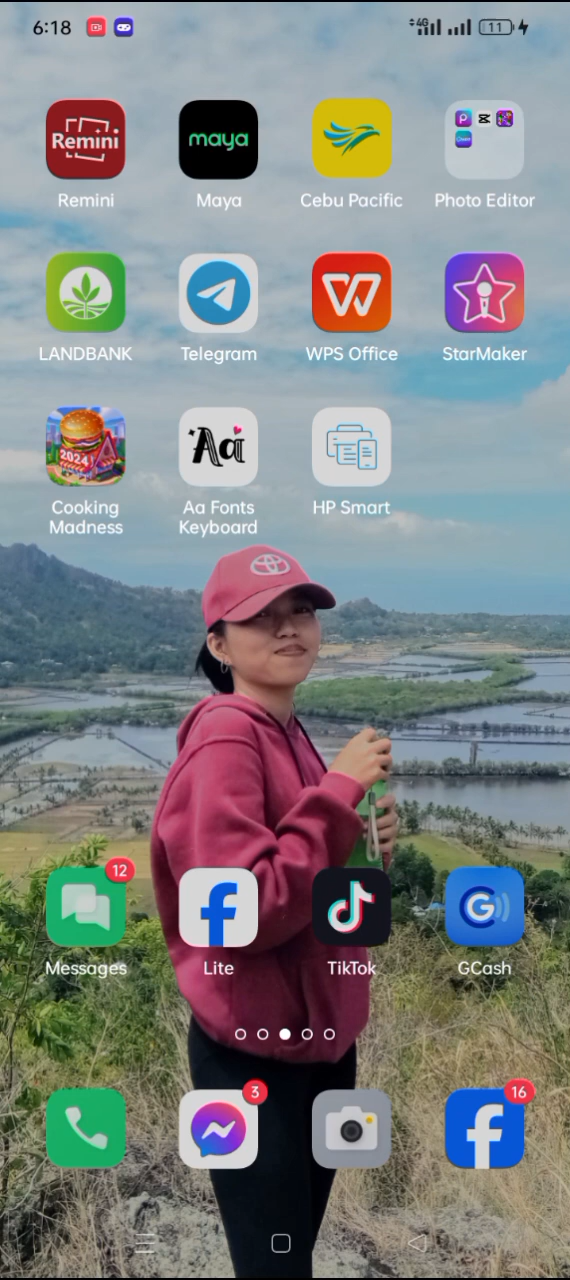 6:18
4G
11
Remini
maya
Remini
Maya
Cebu Pacific
Photo Editor
LANDBANK
Telegram
WPS Office
StarMaker
2024
Aa
Cooking
Madness
Aa Fonts
Keyboard
HP Smart
12
Messages
Lite
TikTok
GCash
3
16